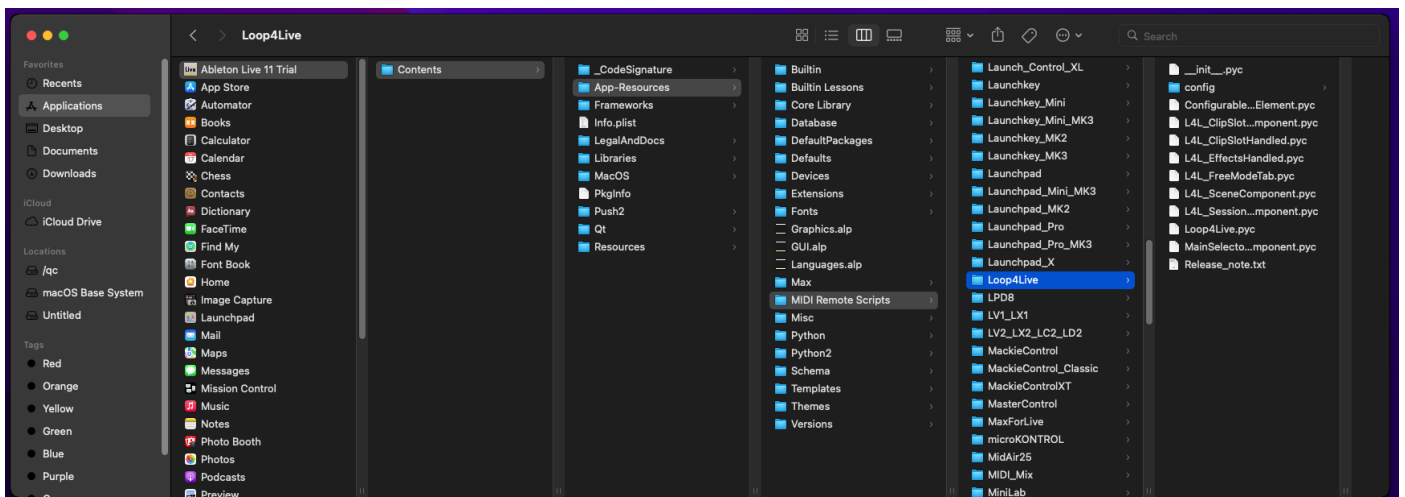 Loop4Live
Search
Favorites
Recents
Applications
Desktop
Documents
Downloads
iCloud
iCloud Drive
Locations
/qc
macOS Base System
Untitled
Tags
Red
Orange
Yellow
Green
Blue
Purple
Ableton Live 11 Trial
App Store
Automator
Books
Calculator
Calendar
Chess
Contacts
Dictionary
FaceTime
Find My
Font Book
Home
Image Capture
Launchpad
Mail
Maps
Messages
Mission Control
Music
Notes
Photo Booth
Photos
Podcasts
Preview
Contents
_CodeSignature
App-Resources
Frameworks
Info.plist
LegalAndDocs
Libraries
MacOS
PkgInfo
Push2
Qt
Resources
Builtin
Builtin Lessons
Core Library
Database
DefaultPackages
Defaults
Devices
Extensions
Fonts
Graphics.alp
GUI.alp
Languages.alp
Max
MIDI Remote Scripts
Misc
Python
Python2
Schema
Templates
Themes
Versions
Launch_Control_XL
Launchkey
Launchkey_Mini
Launchkey_Mini_MK3
Launchkey_MK2
Launchkey_MK3
Launchpad
Launchpad_Mini_MK3
Launchpad_MK2
Launchpad_Pro
Launchpad_Pro_MK3
Launchpad_X
Loop4Live
LPD8
LV1_LX1
LV2_LX2_LC2_LD2
MackieControl
MackieControl_Classic
MackieControlXT
MasterControl
MaxForLive
microKONTROL
MidAir25
MIDI_Mix
MiniLab
__init__.pyc
config
Configurable...Element.pyc
L4L_ClipSlot...mponent.pyc
L4L_ClipSlotHandled.pyc
L4L_EffectsHandled.pyc
L4L_FreeModeTab.pyc
L4L_SceneComponent.pyc
L4L_Session...mponent.pyc
Loop4Live.pyc
MainSelecto...mponent.pyc
Release_note.txt